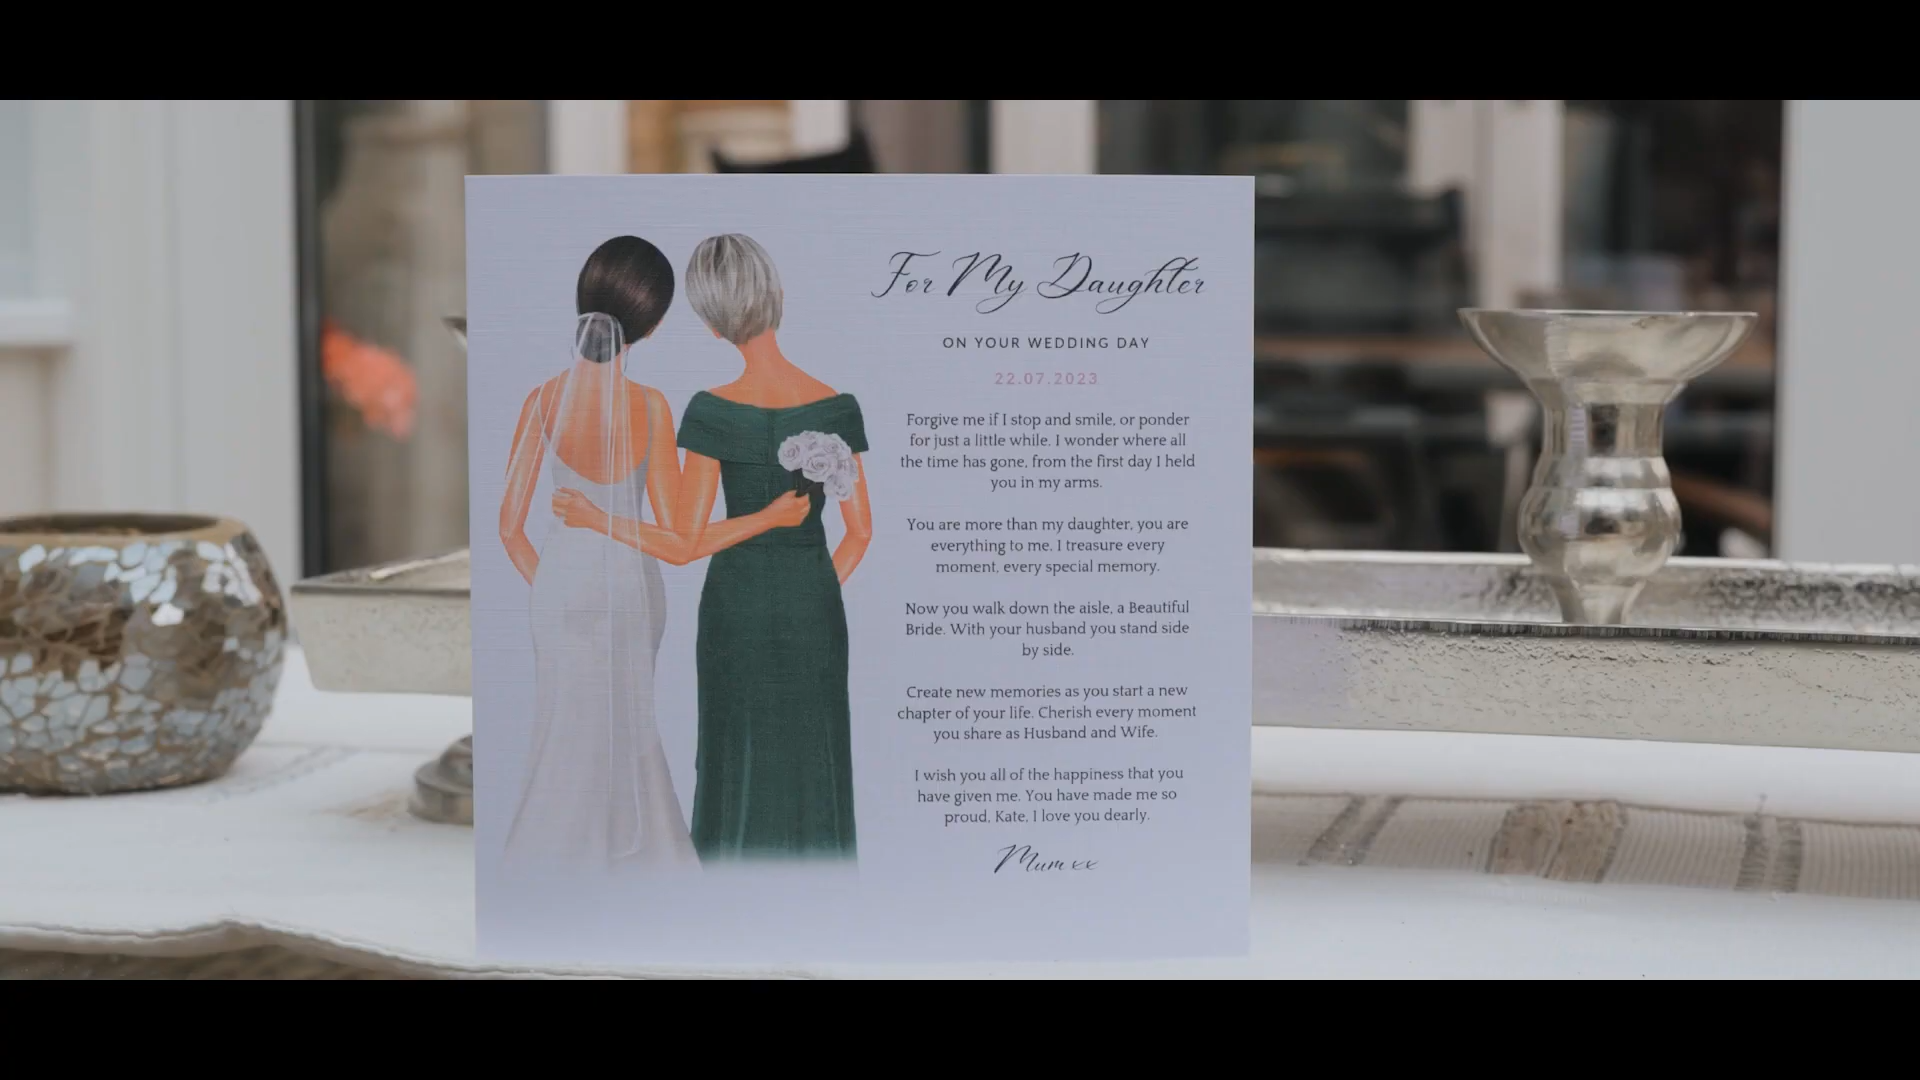 For My Daughter
ON YOUR WEDDING DAY
22.07.2023
Forgive me if I stop and smile, or ponder
for just a little while. I wonder where all
the time has gone, from the first day I held
you in my arms.
You are more than my daughter, you are
everything to me. I treasure every
moment, every special memory.
Now you walk down the aisle, a Beautiful
Bride. With your husband you stand side
by side.
Create new memories as you start a new
chapter of your life. Cherish every moment
you share as Husband and Wife.
I wish you all of the happiness that you
have given me. You have made me so
proud, Kate, I love you dearly.
Mum xx